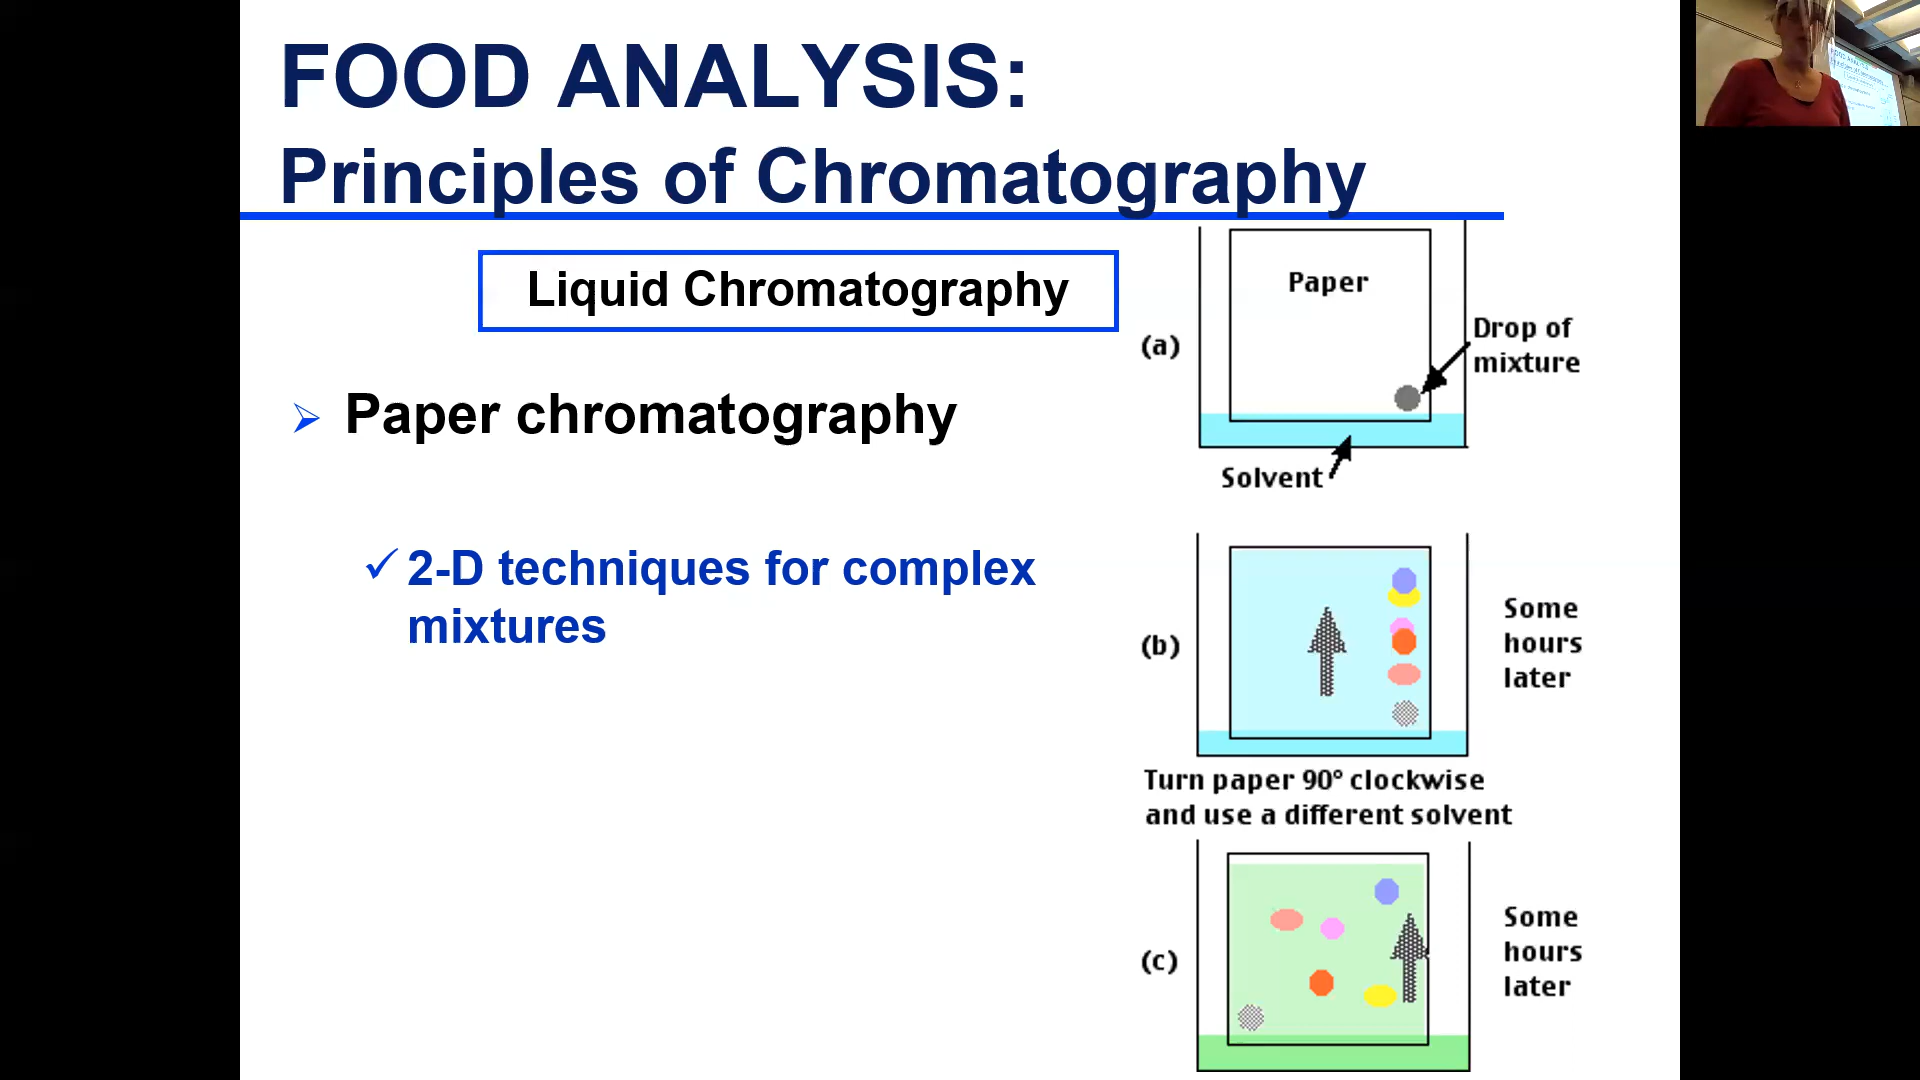 FOOD ANALYSIS:
Principles of Chromatography
Liquid Chromatography
Paper chromatography
2-D techniques for complex
mixtures
Paper
(a)
Drop of
mixture
Solvent
(b)
Some
hours
later
Turn paper 90° clockwise
and use a different solvent
(c)
Some
hours
later